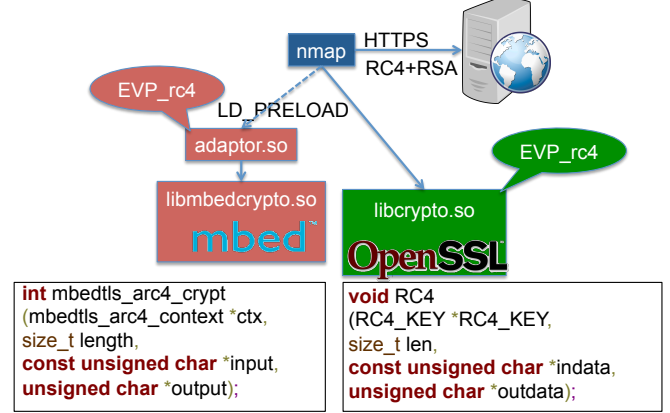 nmap
HTTPS
RC4+RSA
EVP_rc4
LD_PRELOAD
adaptor.so
EVP_rc4
libmbedcrypto.so
mbed™
libcrypto.so
OpenSSL™
int mbedtls_arc4_crypt
(mbedtls_arc4_context *ctx,
size_t length,
const unsigned char *input,
unsigned char *output);
void RC4
(RC4_KEY *RC4_KEY,
size_t len,
const unsigned char *indata,
unsigned char *outdata);